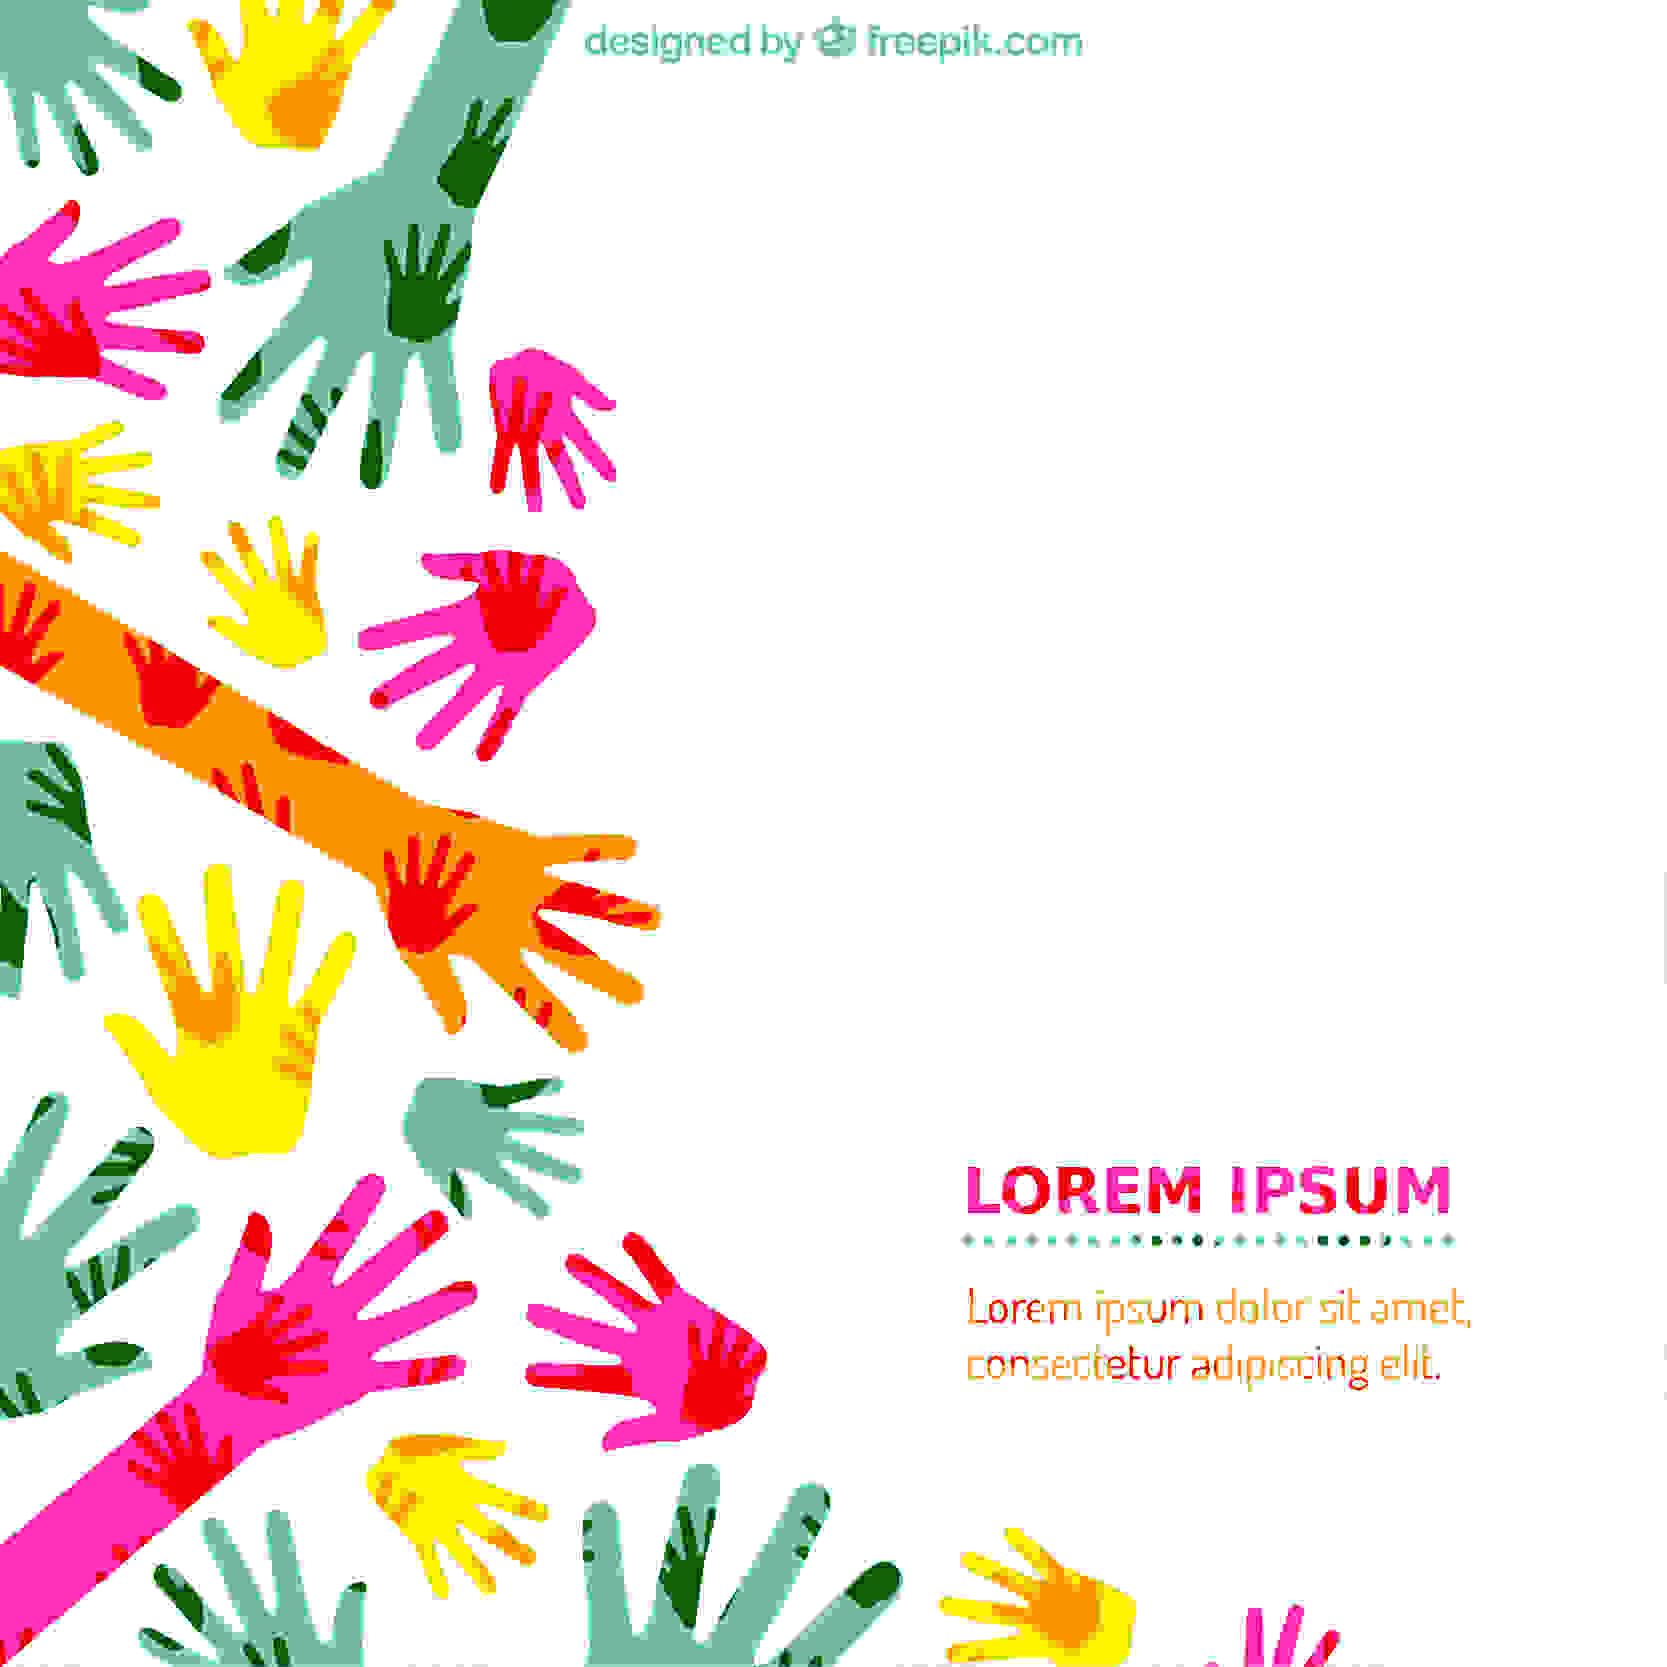 designed by freepik.com
LOREM IPSUM
Lorem ipsum dolor sit amet,
consectetur adipiscing elit.